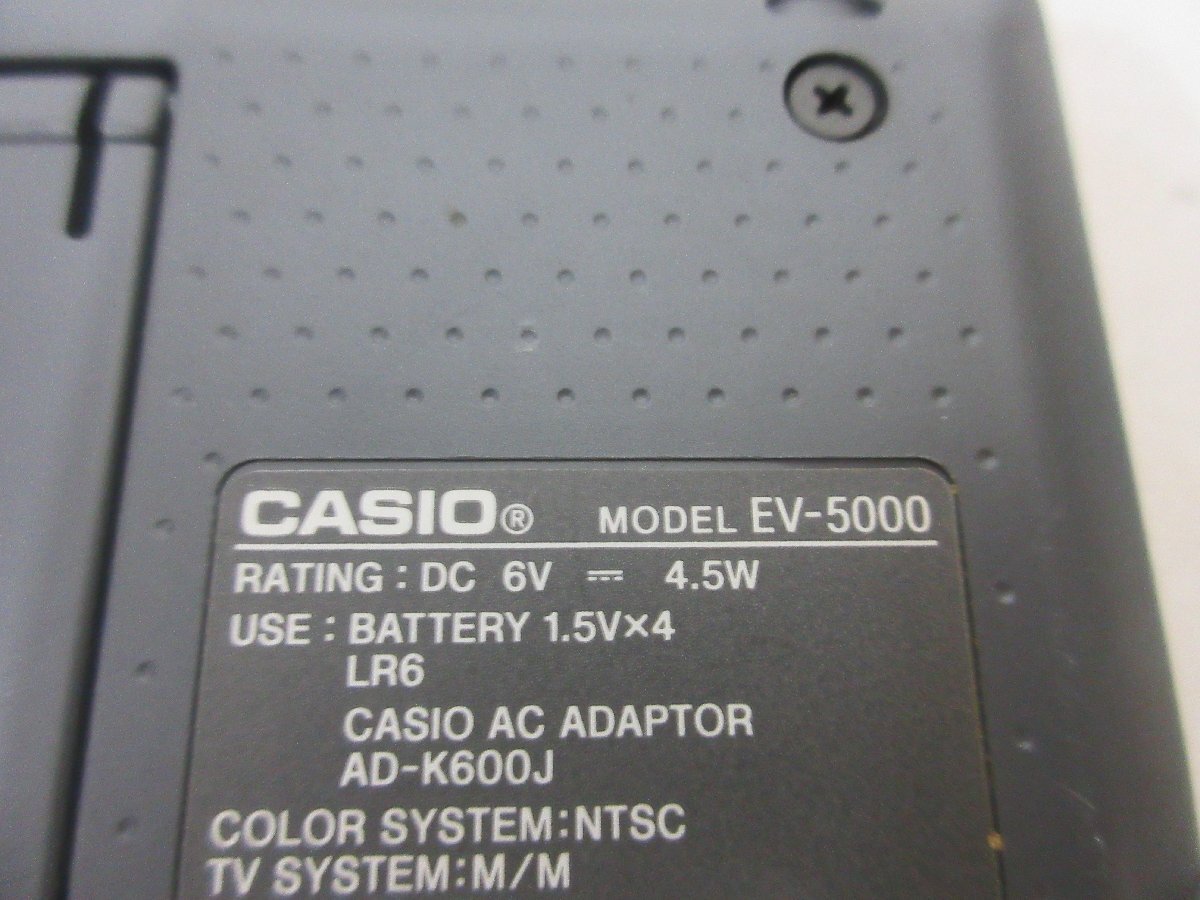 CASIO® MODEL EV-5000
RATING : DC 6V ⎓ 4.5W
USE : BATTERY 1.5V×4
LR6
CASIO AC ADAPTOR
AD-K600J
COLOR SYSTEM:NTSC
TV SYSTEM:M/M